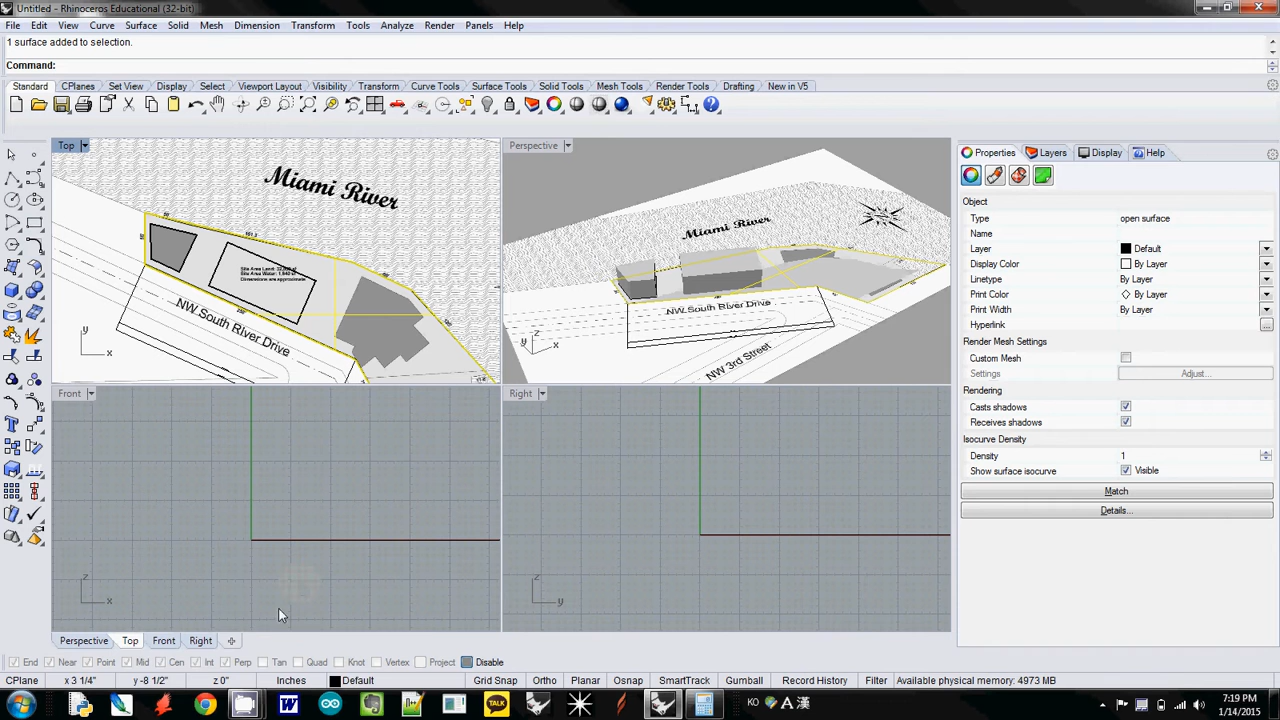 Untitled - Rhinoceros Educational (32-bit)
File Edit View Curve Surface Solid Mesh Dimension Transform Tools Analyze Render Panels Help
1 surface added to selection.
Command:
Standard CPlanes Set View Display Select Viewport Layout Visibility Transform Curve Tools Surface Tools Solid Tools Mesh Tools Render Tools Drafting New in V5
Top
Miami River
NW South River Drive
y
x
Perspective
Miami River
NW South River Drive
NW 3rd Street
z
y x
Front
z
x
Right
z
y
Properties Layers Display Help
Object
Type open surface
Name
Layer Default
Display Color By Layer
Linetype By Layer
Print Color By Layer
Print Width By Layer
Hyperlink
Render Mesh Settings
Custom Mesh
Settings Adjust...
Rendering
Casts shadows
Receives shadows
Isocurve Density
Density 1
Show surface isocurve Visible
Match
Details...
Perspective Top Front Right
End Near Point Mid Cen Int Perp Tan Quad Knot Vertex Project Disable
CPlane x 3 1/4" y -8 1/2" z 0" Inches Default Grid Snap Ortho Planar Osnap SmartTrack Gumball Record History Filter Available physical memory: 4973 MB
TALK
KO A 漢
7:19 PM
1/14/2015